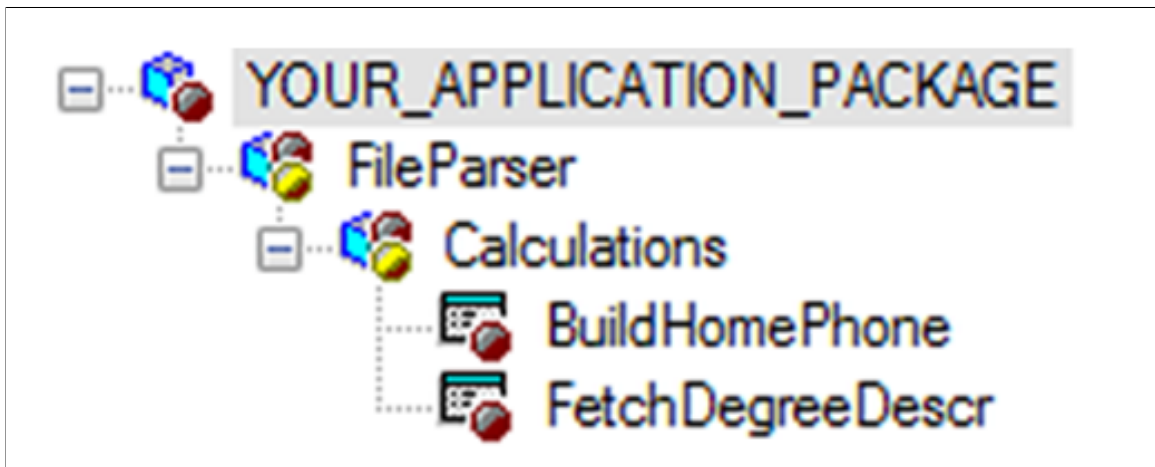 YOUR_APPLICATION_PACKAGE
FileParser
Calculations
BuildHomePhone
FetchDegreeDescr